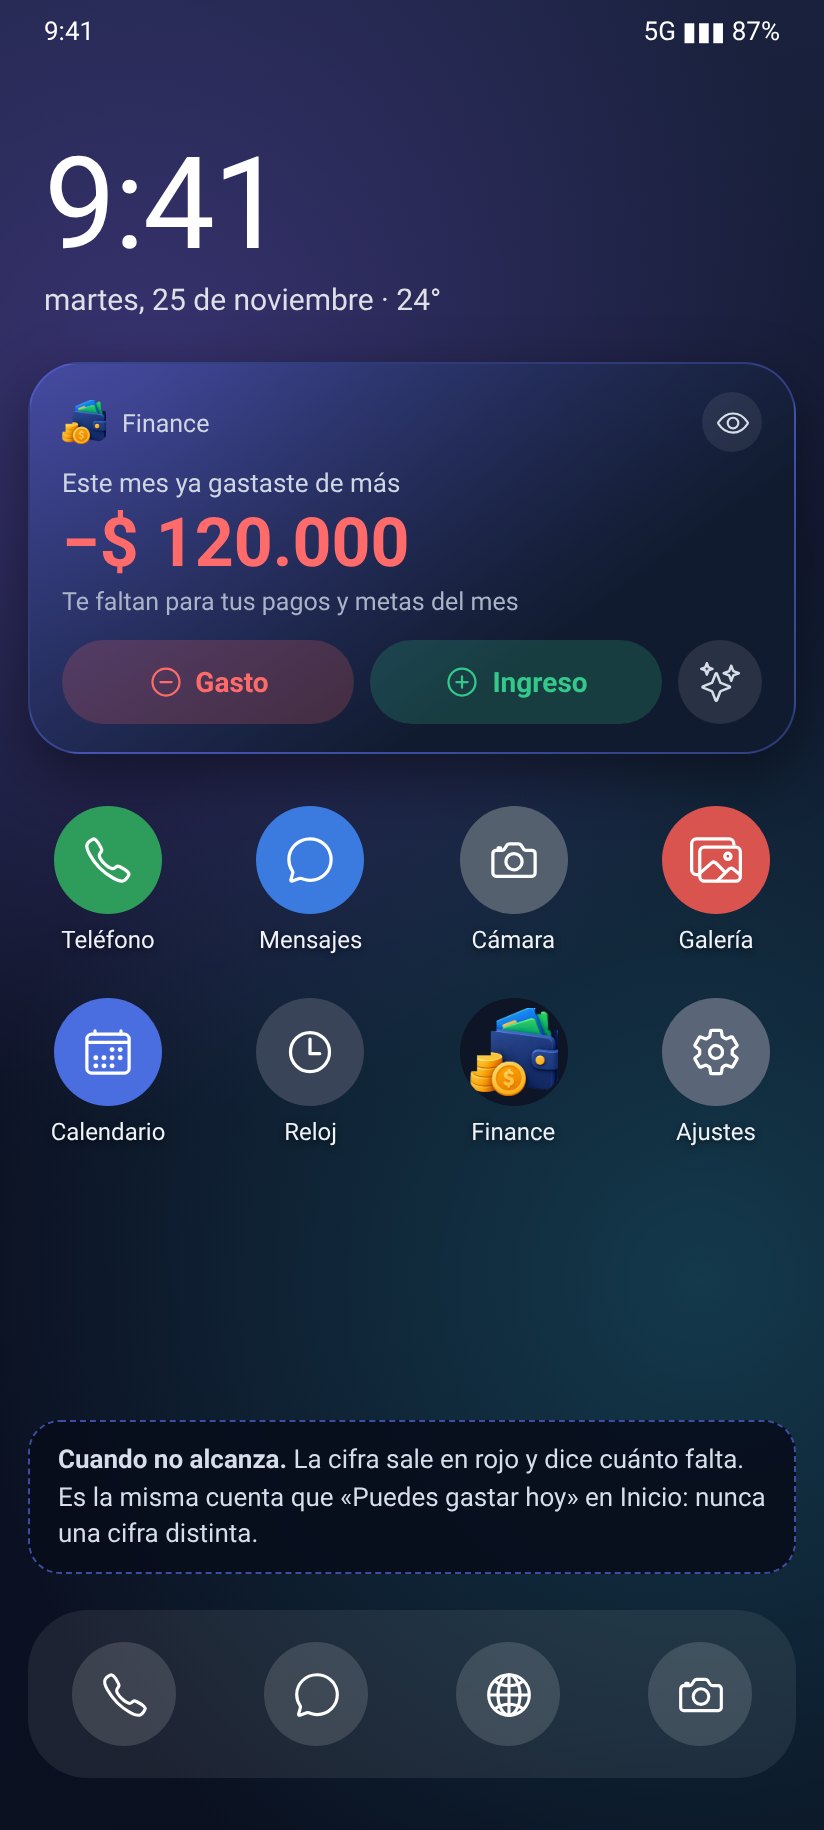 9:41
5G 87%
9:41
martes, 25 de noviembre · 24°
Finance
Este mes ya gastaste de más
−$ 120.000
Te faltan para tus pagos y metas del mes
Gasto
Ingreso
Teléfono
Mensajes
Cámara
Galería
Calendario
Reloj
Finance
Ajustes
Cuando no alcanza. La cifra sale en rojo y dice cuánto falta.
Es la misma cuenta que «Puedes gastar hoy» en Inicio: nunca
una cifra distinta.